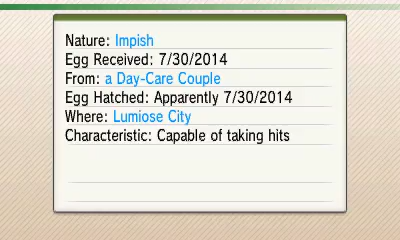 Nature: Impish
Egg Received: 7/30/2014
From: a Day-Care Couple
Egg Hatched: Apparently 7/30/2014
Where: Lumiose City
Characteristic: Capable of taking hits